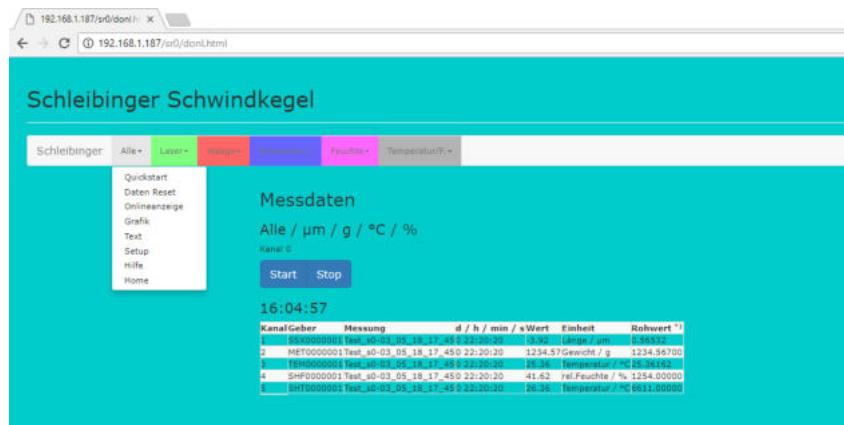 192.168.1.187/sr0/donl.h
192.168.1.187/sr0/donl.html
Schleibinger Schwindkegel
Schleibinger Alle Laser Waage Feuchte Temperatur/F.
Quickstart
Daten Reset
Onlineanzeige
Grafik
Text
Setup
Hilfe
Home
Messdaten
Alle / µm / g / °C / %
Kanal 0
Start Stop
16:04:57
Kanal Geber Messung d / h / min / s Wert Einheit Rohwert *)
1 SSX0000001 Test_s0-03_05_18_17_45 0 22:20:20 -3.92 Länge / µm 0.56532
2 MET0000001 Test_s0-03_05_18_17_45 0 22:20:20 1234.57 Gewicht / g 1234.56700
3 TEM0000001 Test_s0-03_05_18_17_45 0 22:20:20 25.36 Temperatur / °C 25.36162
4 SHF0000001 Test_s0-03_05_18_17_45 0 22:20:20 41.62 rel.Feuchte / % 1254.00000
5 SHT0000001 Test_s0-03_05_18_17_45 0 22:20:20 26.36 Temperatur / °C 6611.00000